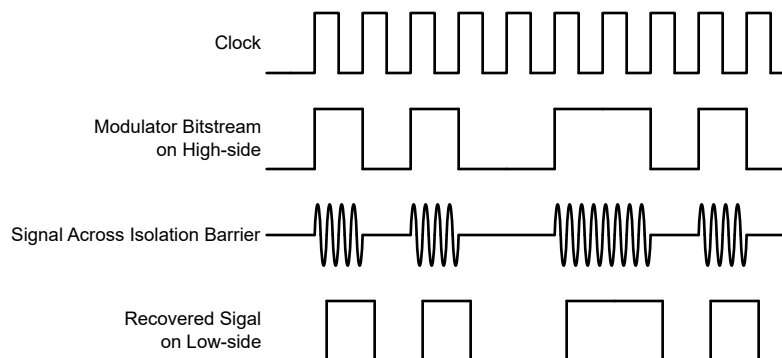 Clock
Modulator Bitstream
on High-side
Signal Across Isolation Barrier
Recovered Sigal
on Low-side